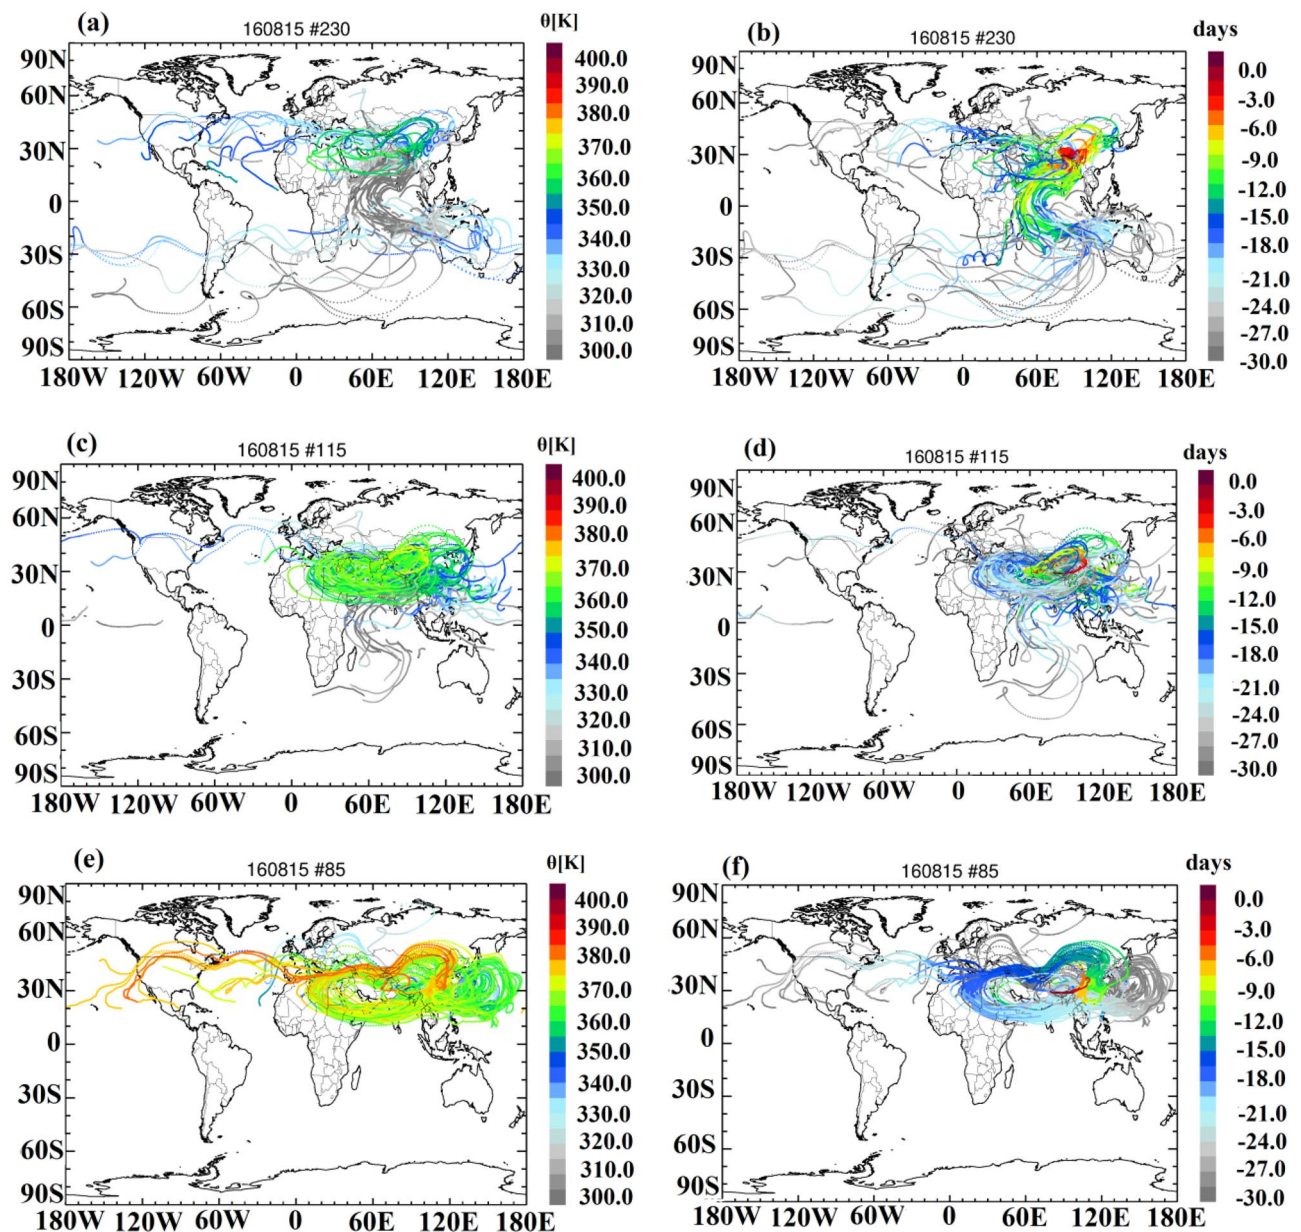 (a) 160815 #230 θ[K]
90N 60N 30N 0 30S 60S 90S
400.0 390.0 380.0 370.0 360.0 350.0 340.0 330.0 320.0 310.0 300.0
180W 120W 60W 0 60E 120E 180E
(b) 160815 #230 days
90N 60N 30N 0 30S 60S 90S
0.0 -3.0 -6.0 -9.0 -12.0 -15.0 -18.0 -21.0 -24.0 -27.0 -30.0
180W 120W 60W 0 60E 120E 180E
(c) 160815 #115 θ[K]
90N 60N 30N 0 30S 60S 90S
400.0 390.0 380.0 370.0 360.0 350.0 340.0 330.0 320.0 310.0 300.0
180W 120W 60W 0 60E 120E 180E
(d) 160815 #115 days
90N 60N 30N 0 30S 60S 90S
0.0 -3.0 -6.0 -9.0 -12.0 -15.0 -18.0 -21.0 -24.0 -27.0 -30.0
180W 120W 60W 0 60E 120E 180E
(e) 160815 #85 θ[K]
90N 60N 30N 0 30S 60S 90S
400.0 390.0 380.0 370.0 360.0 350.0 340.0 330.0 320.0 310.0 300.0
180W 120W 60W 0 60E 120E 180E
(f) 160815 #85 days
90N 60N 30N 0 30S 60S 90S
0.0 -3.0 -6.0 -9.0 -12.0 -15.0 -18.0 -21.0 -24.0 -27.0 -30.0
180W 120W 60W 0 60E 120E 180E